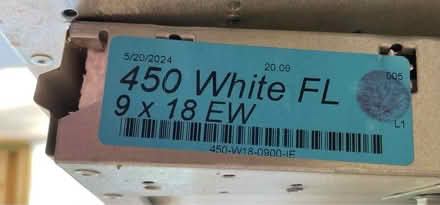 5/20/2024 20.09 005
450 White FL
9 x 18 EW
L1
450-W18-0900-IE